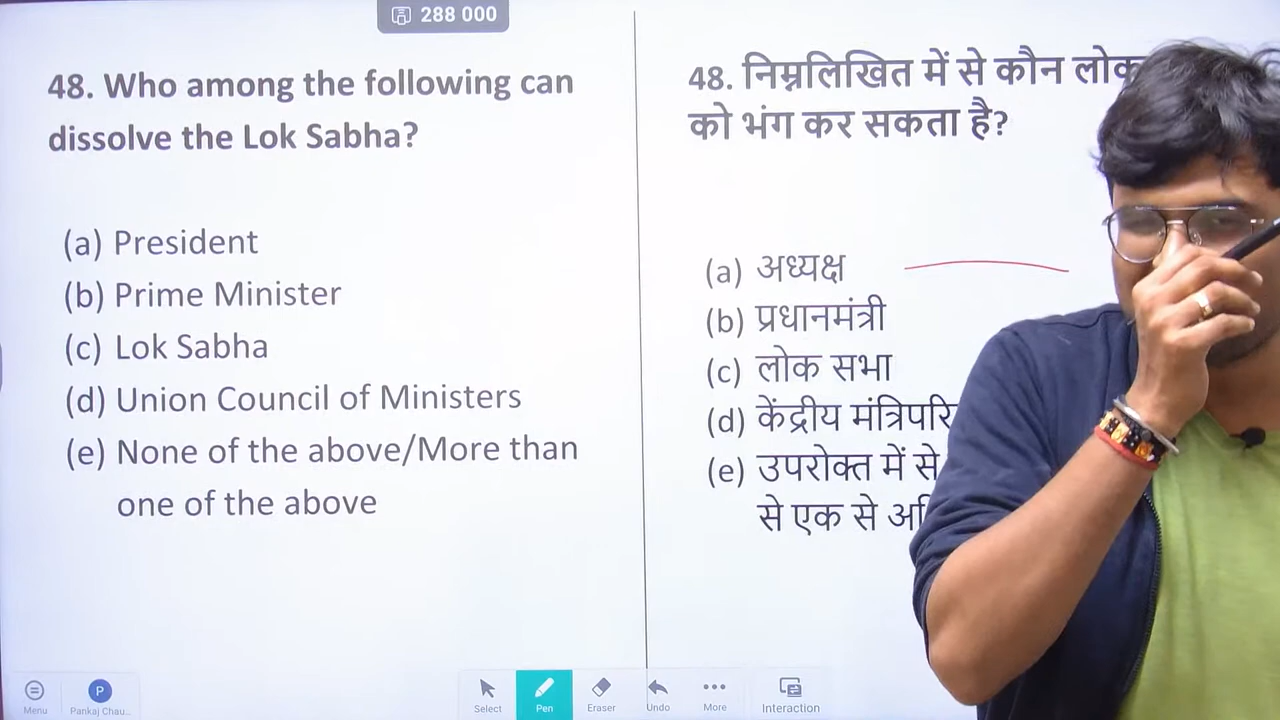 288 000
48. Who among the following can
dissolve the Lok Sabha?
(a) President
(b) Prime Minister
(c) Lok Sabha
(d) Union Council of Ministers
(e) None of the above/More than
one of the above
48. निम्नलिखित में से कौन
को भंग कर सकता है?
(a) अध्यक्ष
(b) प्रधानमंत्री
(c) लोक सभा
(d) केंद्रीय
(e) उपरोक्त में से
से एक से
Menu
P
Pankaj Chau...
Select
Pen
Eraser
Undo
More
Interaction